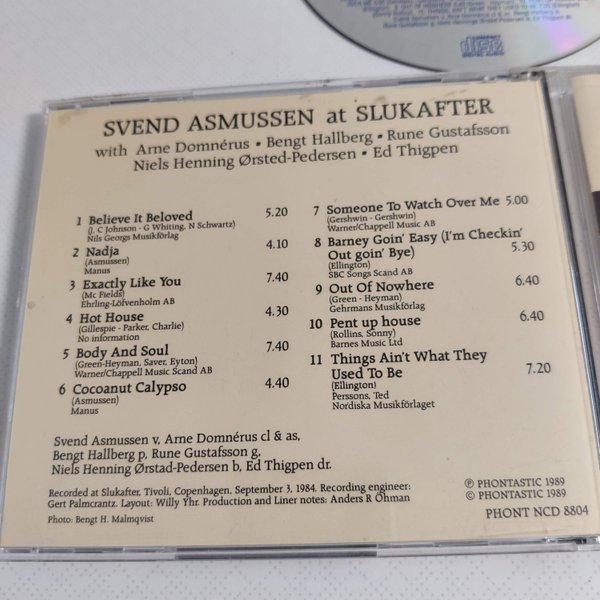 COMPACT
disc
DIGITAL AUDIO
SVEND ASMUSSEN at SLUKAFTER
with Arne Domnérus • Bengt Hallberg • Rune Gustafsson
Niels Henning Ørsted-Pedersen • Ed Thigpen
1 Believe It Beloved 5.20
(J. C Johnson - G Whiting, N Schwartz)
Nils Georgs Musikförlag
2 Nadja 4.10
(Asmussen)
Manus
3 Exactly Like You 7.40
(Mc Fields)
Ehrling-Löfvenholm AB
4 Hot House 4.30
(Gillespie - Parker, Charlie)
No information
5 Body And Soul 7.40
(Green-Heyman, Saver, Eyton)
Warner/Chappell Music Scand AB
6 Cocoanut Calypso 4.40
(Asmussen)
Manus
7 Someone To Watch Over Me 5.00
(Gershwin - Gershwin)
Warner/Chappell Music AB
8 Barney Goin' Easy (I'm Checkin'
Out goin' Bye) 5.30
(Ellington)
SBC Songs Scand AB
9 Out Of Nowhere 6.40
(Green - Heyman)
Gehrmans Musikförlag
10 Pent up house 6.40
(Rollins, Sonny)
Barnes Music Ltd
11 Things Ain't What They
Used To Be 7.20
(Ellington)
Perssons, Ted
Nordiska Musikförlaget
Svend Asmussen v, Arne Domnérus cl & as,
Bengt Hallberg p, Rune Gustafsson g,
Niels Henning Ørstad-Pedersen b, Ed Thigpen dr.
Recorded at Slukafter, Tivoli, Copenhagen, September 3, 1984. Recording engineer:
Gert Palmcrantz. Layout: Willy Yhr. Production and Liner notes: Anders R Öhman
Photo: Bengt H. Malmqvist
℗ PHONTASTIC 1989
© PHONTASTIC 1989
PHONT NCD 8804